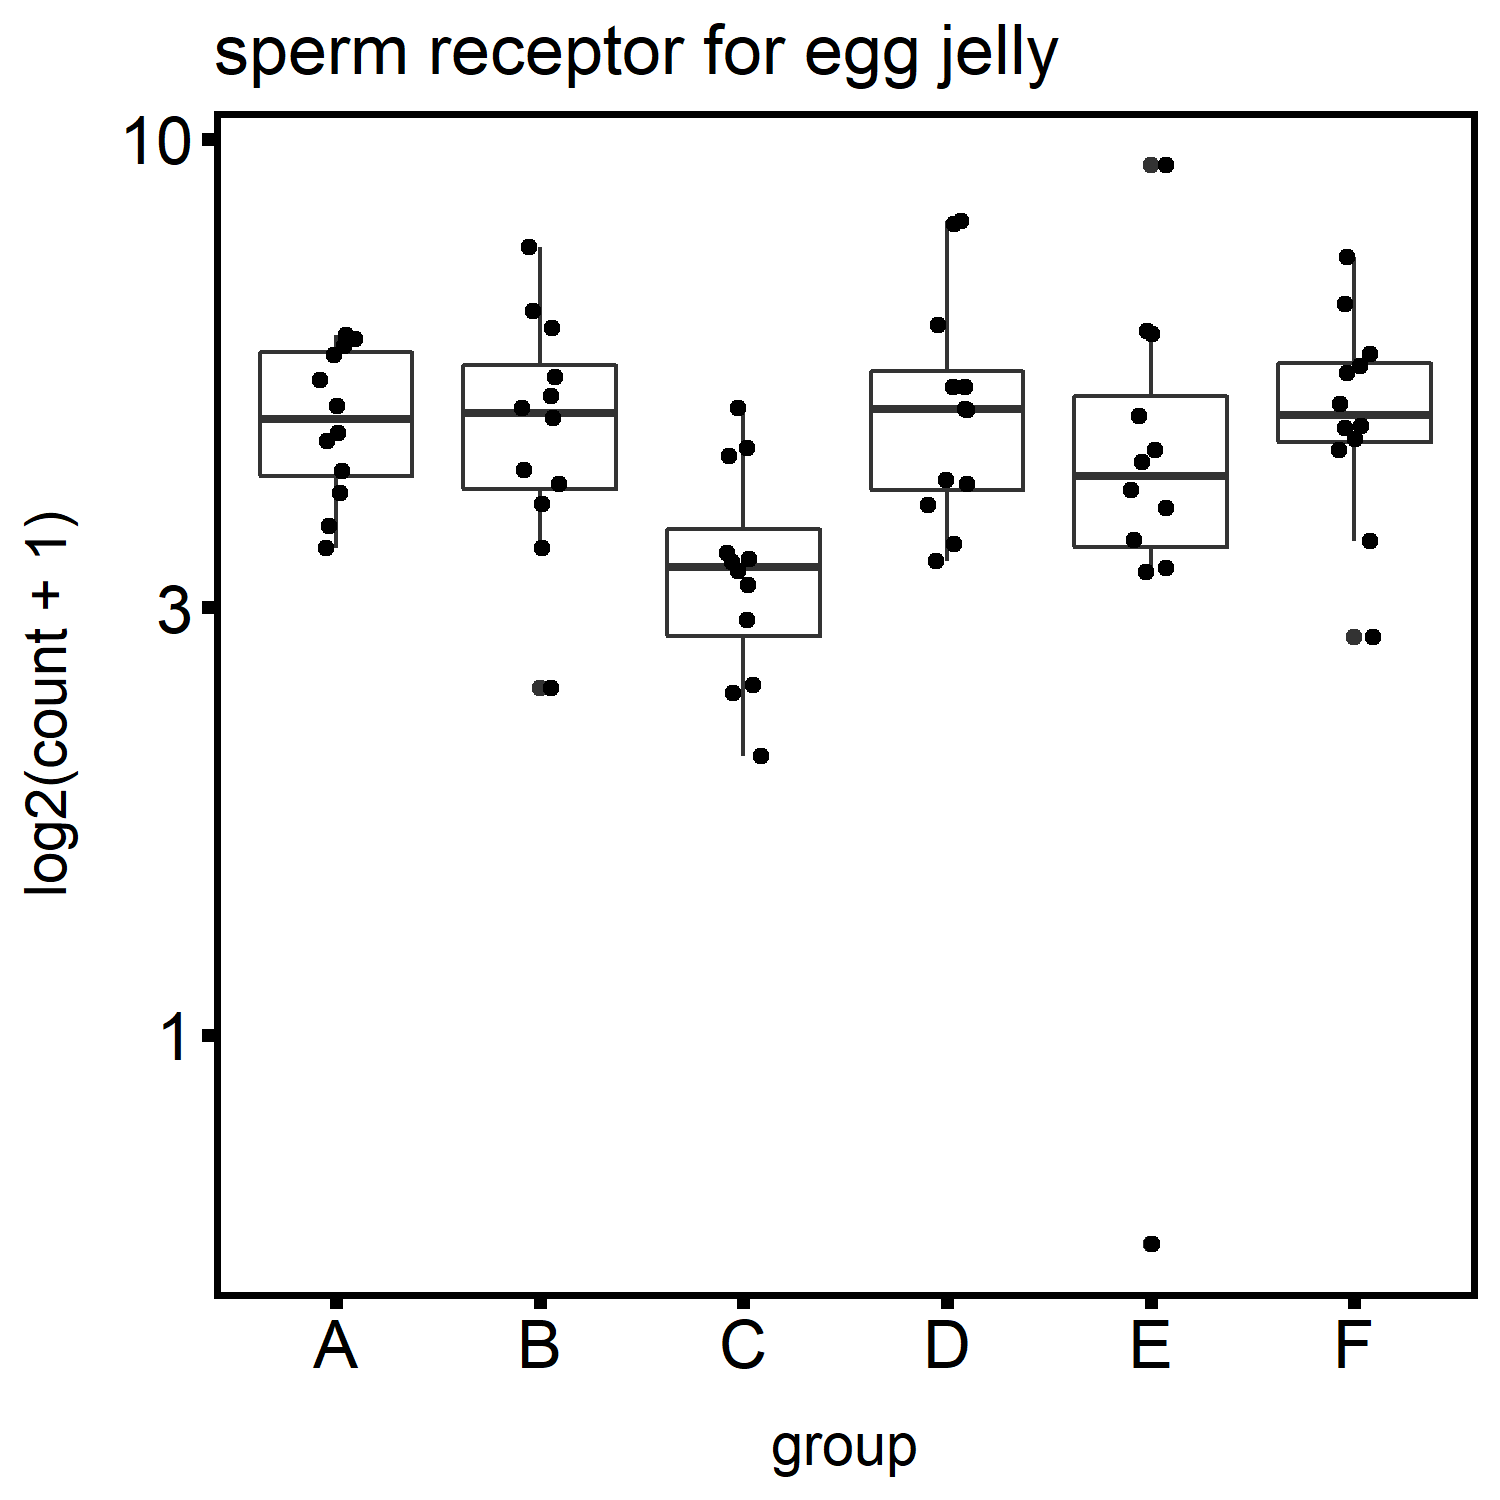 sperm receptor for egg jelly
10
3
1
log2(count + 1)
A B C D E F
group